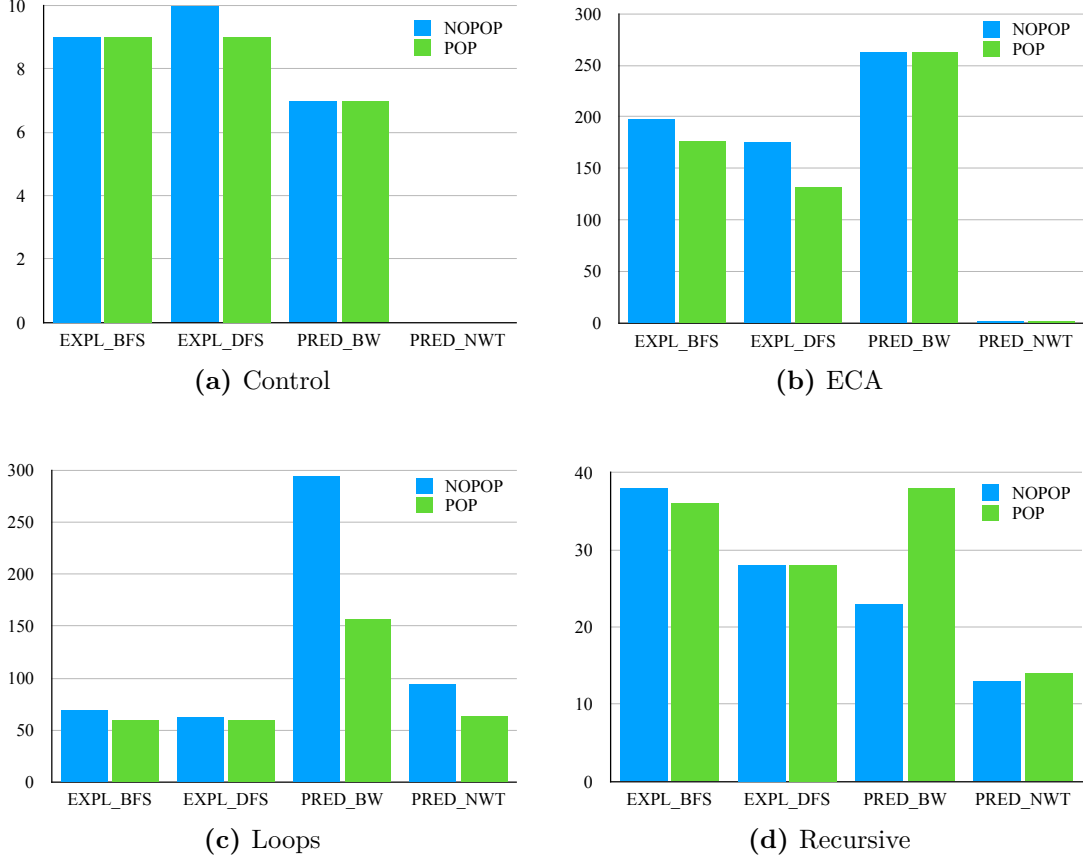 10
8
6
4
2
0
NOPOP
POP
EXPL_BFS EXPL_DFS PRED_BW PRED_NWT
(a) Control
300
250
200
150
100
50
0
NOPOP
POP
EXPL_BFS EXPL_DFS PRED_BW PRED_NWT
(b) ECA
300
250
200
150
100
50
0
NOPOP
POP
EXPL_BFS EXPL_DFS PRED_BW PRED_NWT
(c) Loops
40
30
20
10
0
NOPOP
POP
EXPL_BFS EXPL_DFS PRED_BW PRED_NWT
(d) Recursive